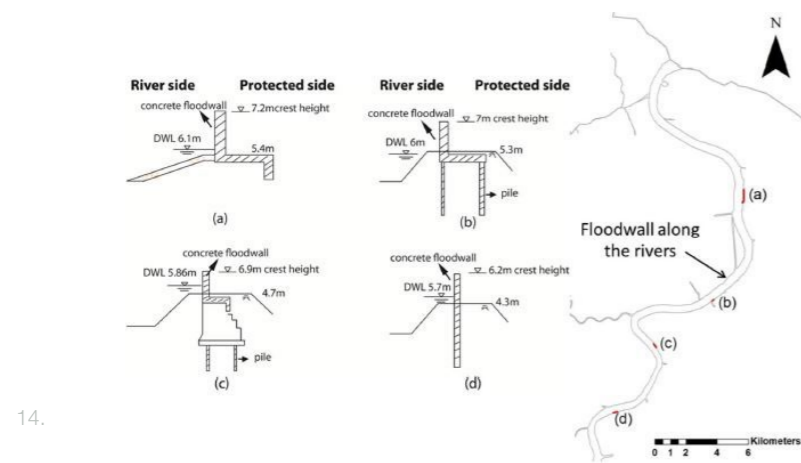 River side
Protected side
concrete floodwall
7.2mcrest height
DWL 6.1m
5.4m
(a)
River side
Protected side
concrete floodwall
7m crest height
DWL 6m
5.3m
pile
(b)
concrete floodwall
DWL 5.86m
6.9m crest height
4.7m
pile
(c)
concrete floodwall
6.2m crest height
DWL 5.7m
4.3m
(d)
N
(a)
Floodwall along
the rivers
(b)
(c)
(d)
Kilometers
0 1 2 4 6
14.